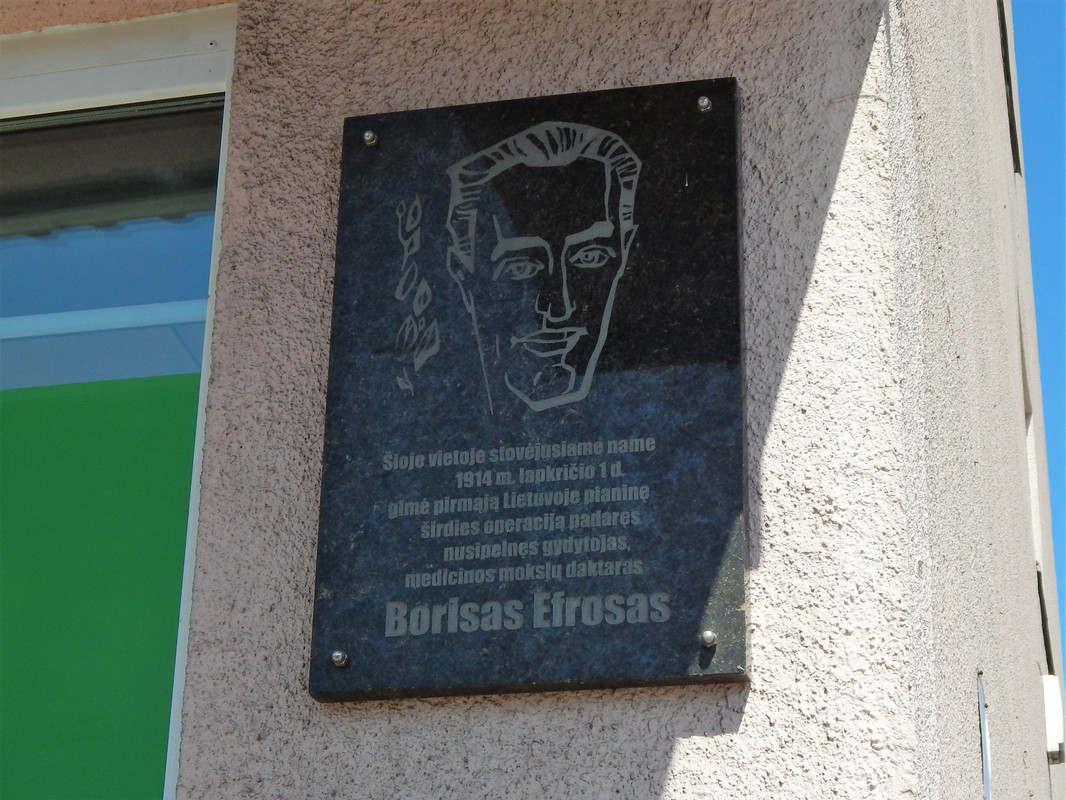 Šioje vietoje stovėjusiame name
1914 m. lapkričio 1 d.
gimė pirmąją Lietuvoje planinę
širdies operaciją padaręs
nusipelnęs gydytojas,
medicinos mokslų daktaras
Borisas Efrosas